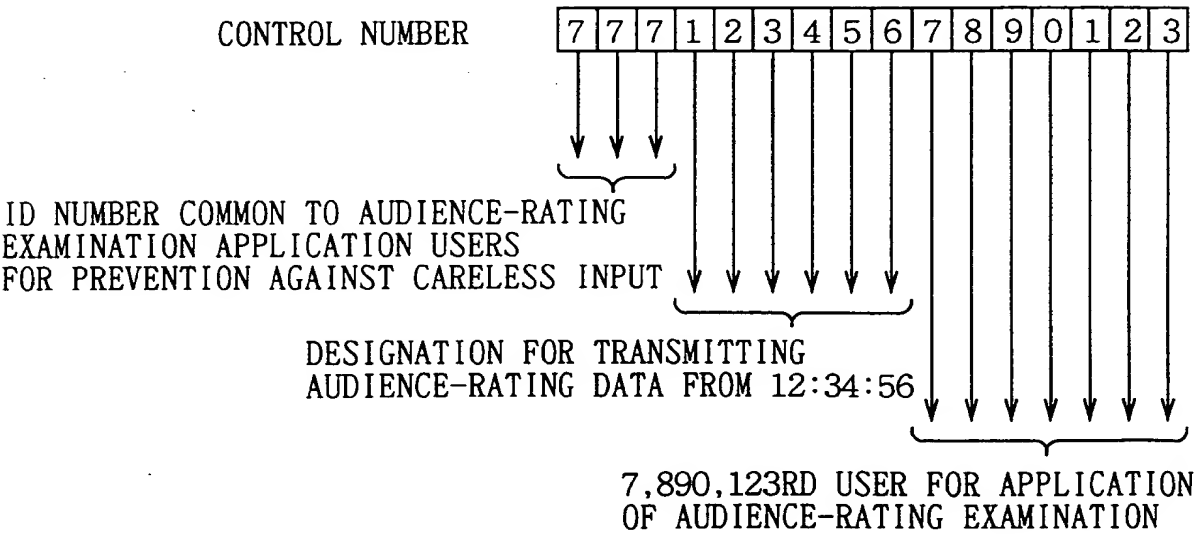 CONTROL NUMBER 7 7 7 1 2 3 4 5 6 7 8 9 0 1 2 3
ID NUMBER COMMON TO AUDIENCE-RATING
EXAMINATION APPLICATION USERS
FOR PREVENTION AGAINST CARELESS INPUT
DESIGNATION FOR TRANSMITTING
AUDIENCE-RATING DATA FROM 12:34:56
7,890,123RD USER FOR APPLICATION
OF AUDIENCE-RATING EXAMINATION